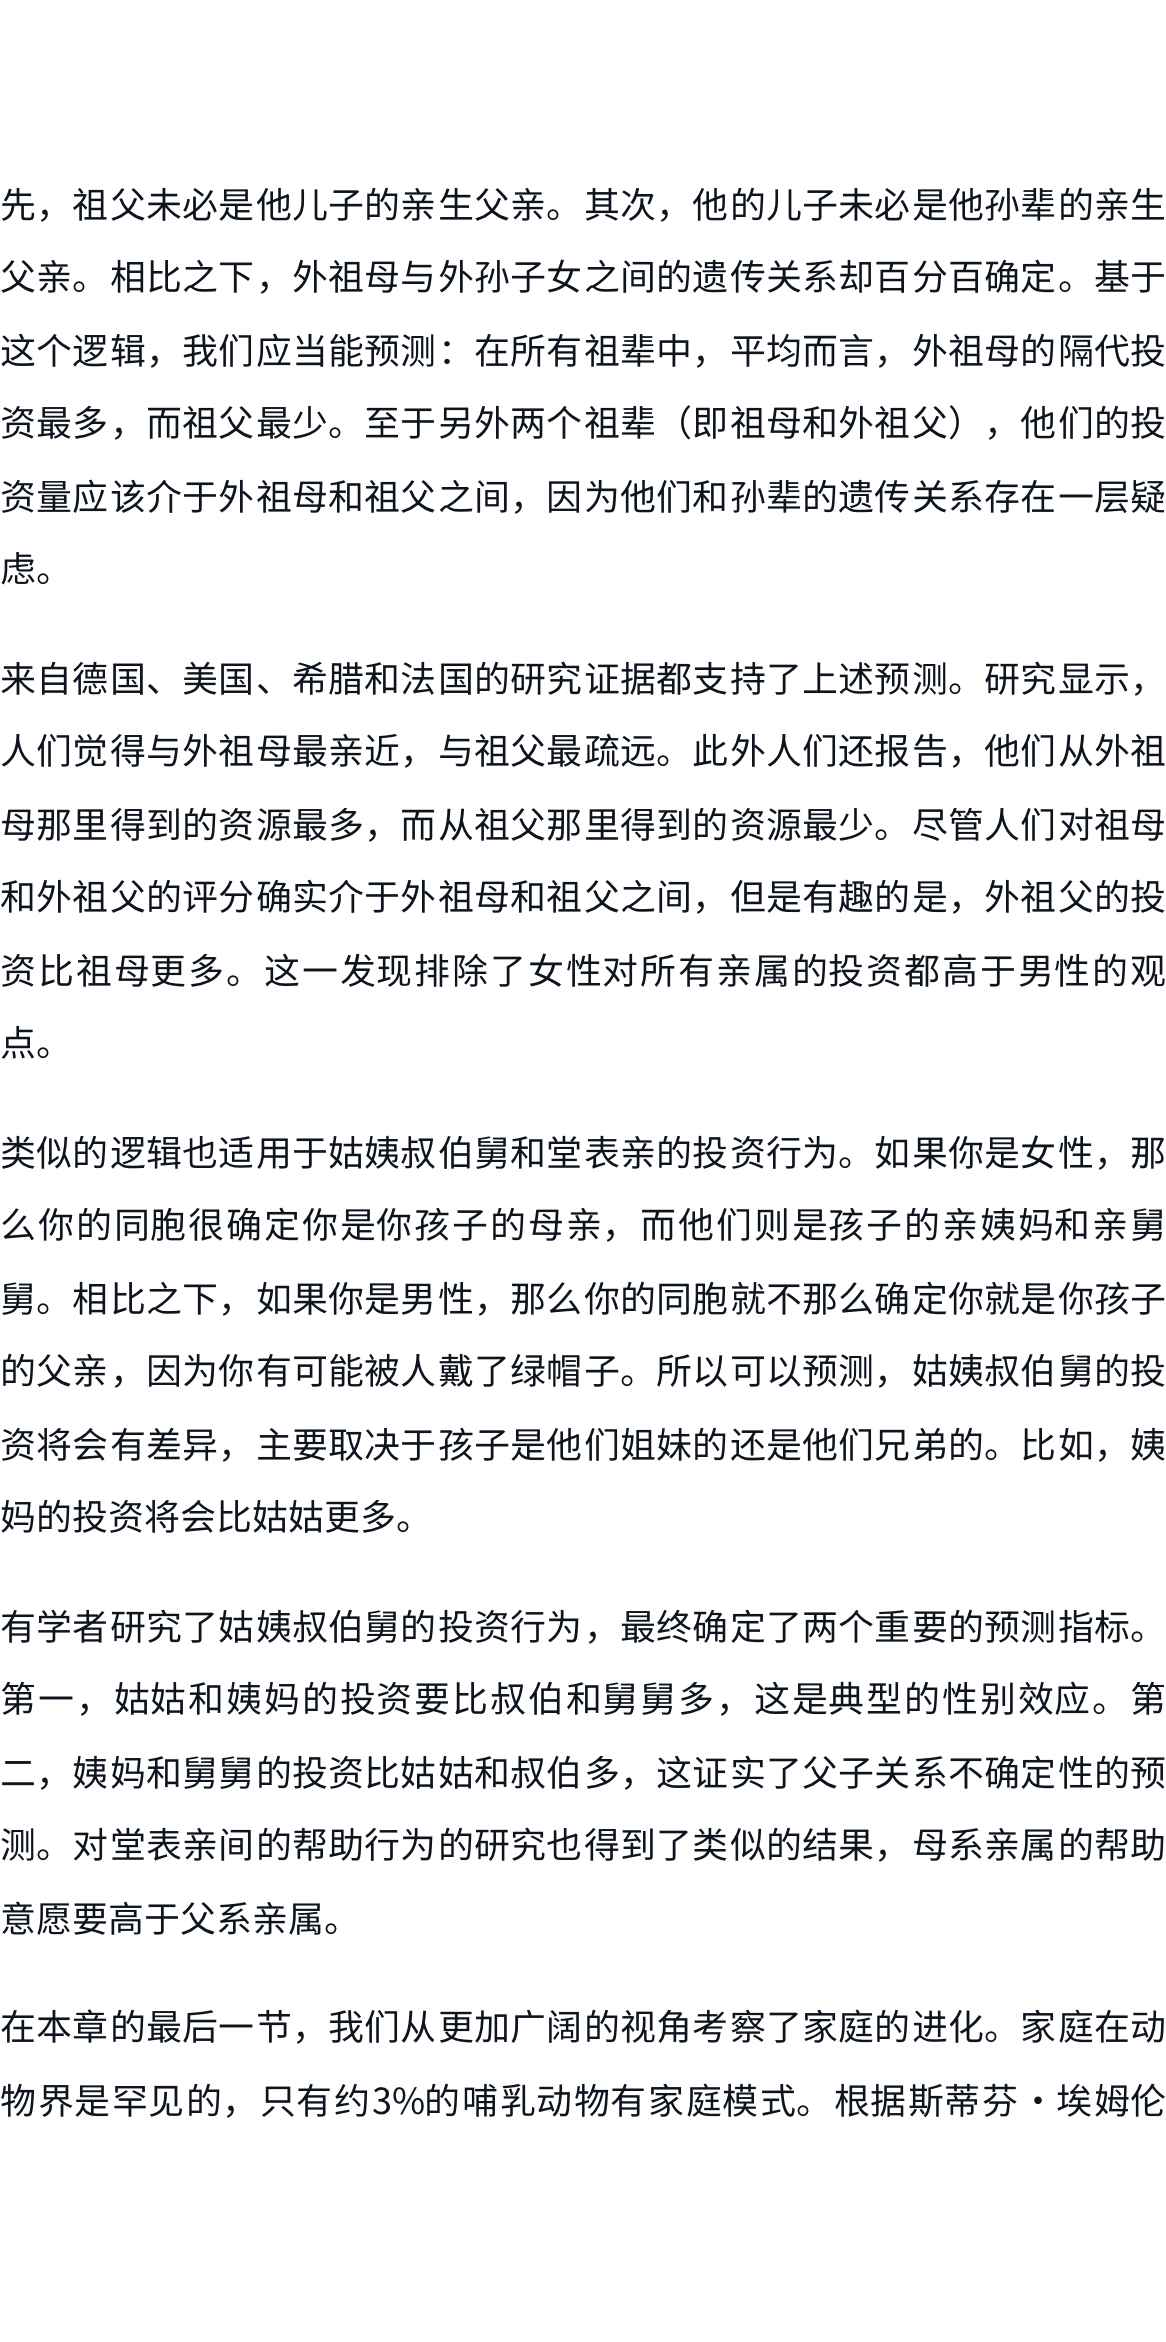 先，祖父未必是他儿子的亲生父亲。其次，他的儿子未必是他孙辈的亲生
父亲。相比之下，外祖母与外孙子女之间的遗传关系却百分百确定。基于
这个逻辑，我们应当能预测：在所有祖辈中，平均而言，外祖母的隔代投
资最多，而祖父最少。至于另外两个祖辈（即祖母和外祖父），他们的投
资量应该介于外祖母和祖父之间，因为他们和孙辈的遗传关系存在一层疑
虑。
来自德国、美国、希腊和法国的研究证据都支持了上述预测。研究显示，
人们觉得与外祖母最亲近，与祖父最疏远。此外人们还报告，他们从外祖
母那里得到的资源最多，而从祖父那里得到的资源最少。尽管人们对祖母
和外祖父的评分确实介于外祖母和祖父之间，但是有趣的是，外祖父的投
资比祖母更多。这一发现排除了女性对所有亲属的投资都高于男性的观
点。
类似的逻辑也适用于姑姨叔伯舅和堂表亲的投资行为。如果你是女性，那
么你的同胞很确定你是你孩子的母亲，而他们则是孩子的亲姨妈和亲舅
舅。相比之下，如果你是男性，那么你的同胞就不那么确定你就是你孩子
的父亲，因为你有可能被人戴了绿帽子。所以可以预测，姑姨叔伯舅的投
资将会有差异，主要取决于孩子是他们姐妹的还是他们兄弟的。比如，姨
妈的投资将会比姑姑更多。
有学者研究了姑姨叔伯舅的投资行为，最终确定了两个重要的预测指标。
第一，姑姑和姨妈的投资要比叔伯和舅舅多，这是典型的性别效应。第
二，姨妈和舅舅的投资比姑姑和叔伯多，这证实了父子关系不确定性的预
测。对堂表亲间的帮助行为的研究也得到了类似的结果，母系亲属的帮助
意愿要高于父系亲属。
在本章的最后一节，我们从更加广阔的视角考察了家庭的进化。家庭在动
物界是罕见的，只有约3%的哺乳动物有家庭模式。根据斯蒂芬·埃姆伦